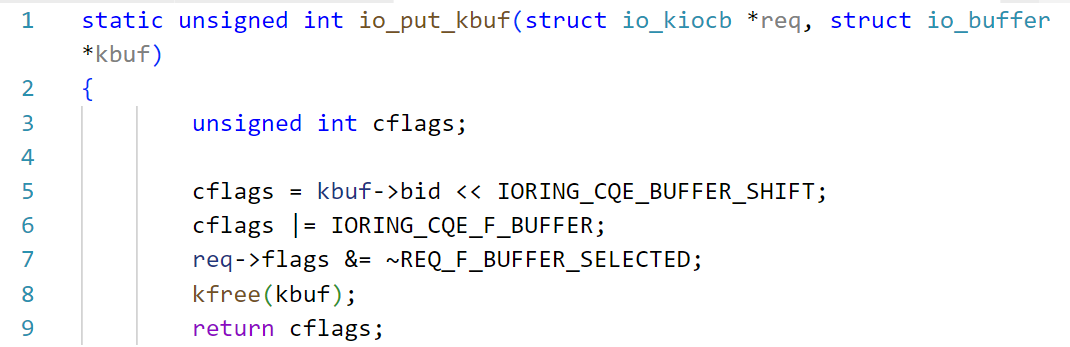 1 static unsigned int io_put_kbuf(struct io_kiocb *req, struct io_buffer
*kbuf)
2 {
3 unsigned int cflags;
4
5 cflags = kbuf->bid << IORING_CQE_BUFFER_SHIFT;
6 cflags |= IORING_CQE_F_BUFFER;
7 req->flags &= ~REQ_F_BUFFER_SELECTED;
8 kfree(kbuf);
9 return cflags;